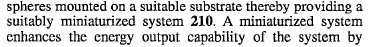 spheres mounted on a suitable substrate thereby providing a
suitably miniaturized system 210. A miniaturized system
enhances the energy output capability of the system by